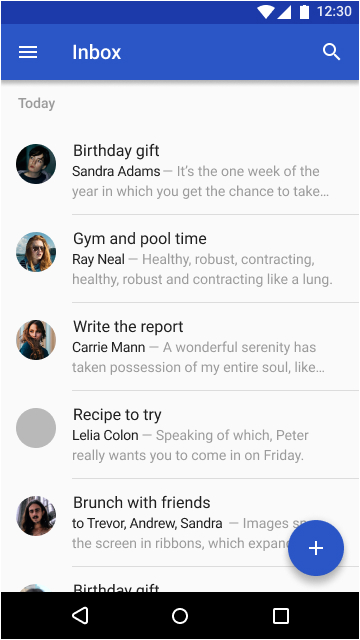 12:30
Inbox
Today
Birthday gift
Sandra Adams — It's the one week of the
year in which you get the chance to take...
Gym and pool time
Ray Neal — Healthy, robust, contracting,
healthy, robust and contracting like a lung.
Write the report
Carrie Mann — A wonderful serenity has
taken possession of my entire soul, like...
Recipe to try
Lelia Colon — Speaking of which, Peter
really wants you to come in on Friday.
Brunch with friends
to Trevor, Andrew, Sandra — Images
the screen in ribbons, which
Birthday gift